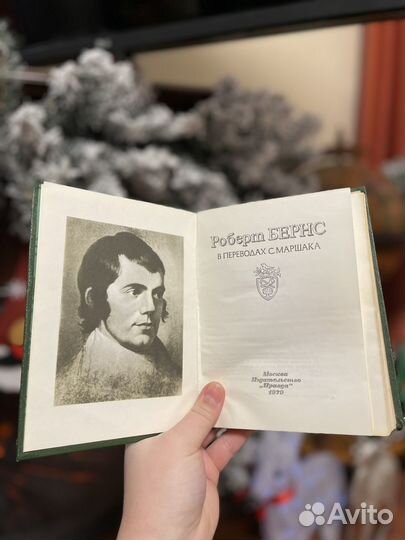 Роберт БЕРНС
В ПЕРЕВОДАХ С. МАРШАКА
Москва
Издательство
„Правда“
1979
Avito